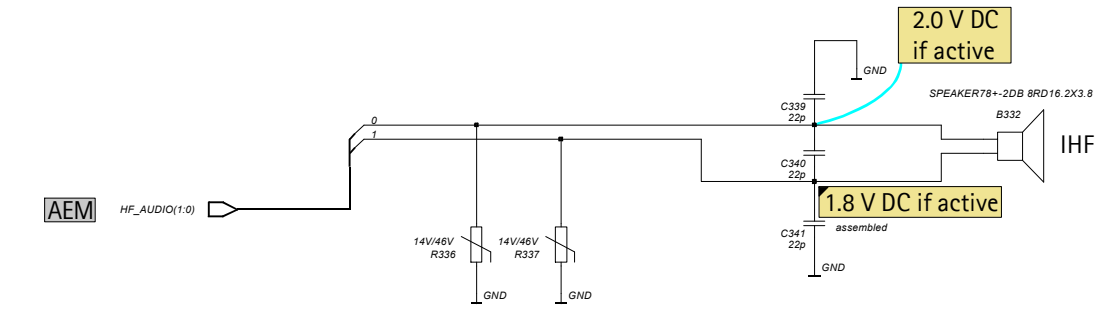 2.0 V DC
if active
GND
SPEAKER78+-2DB 8RD16.2X3.8
C339
22p
B332
0
1
IHF
C340
22p
AEM
HF_AUDIO(1:0)
1.8 V DC if active
assembled
C341
22p
14V/46V
R336
14V/46V
R337
GND
GND
GND